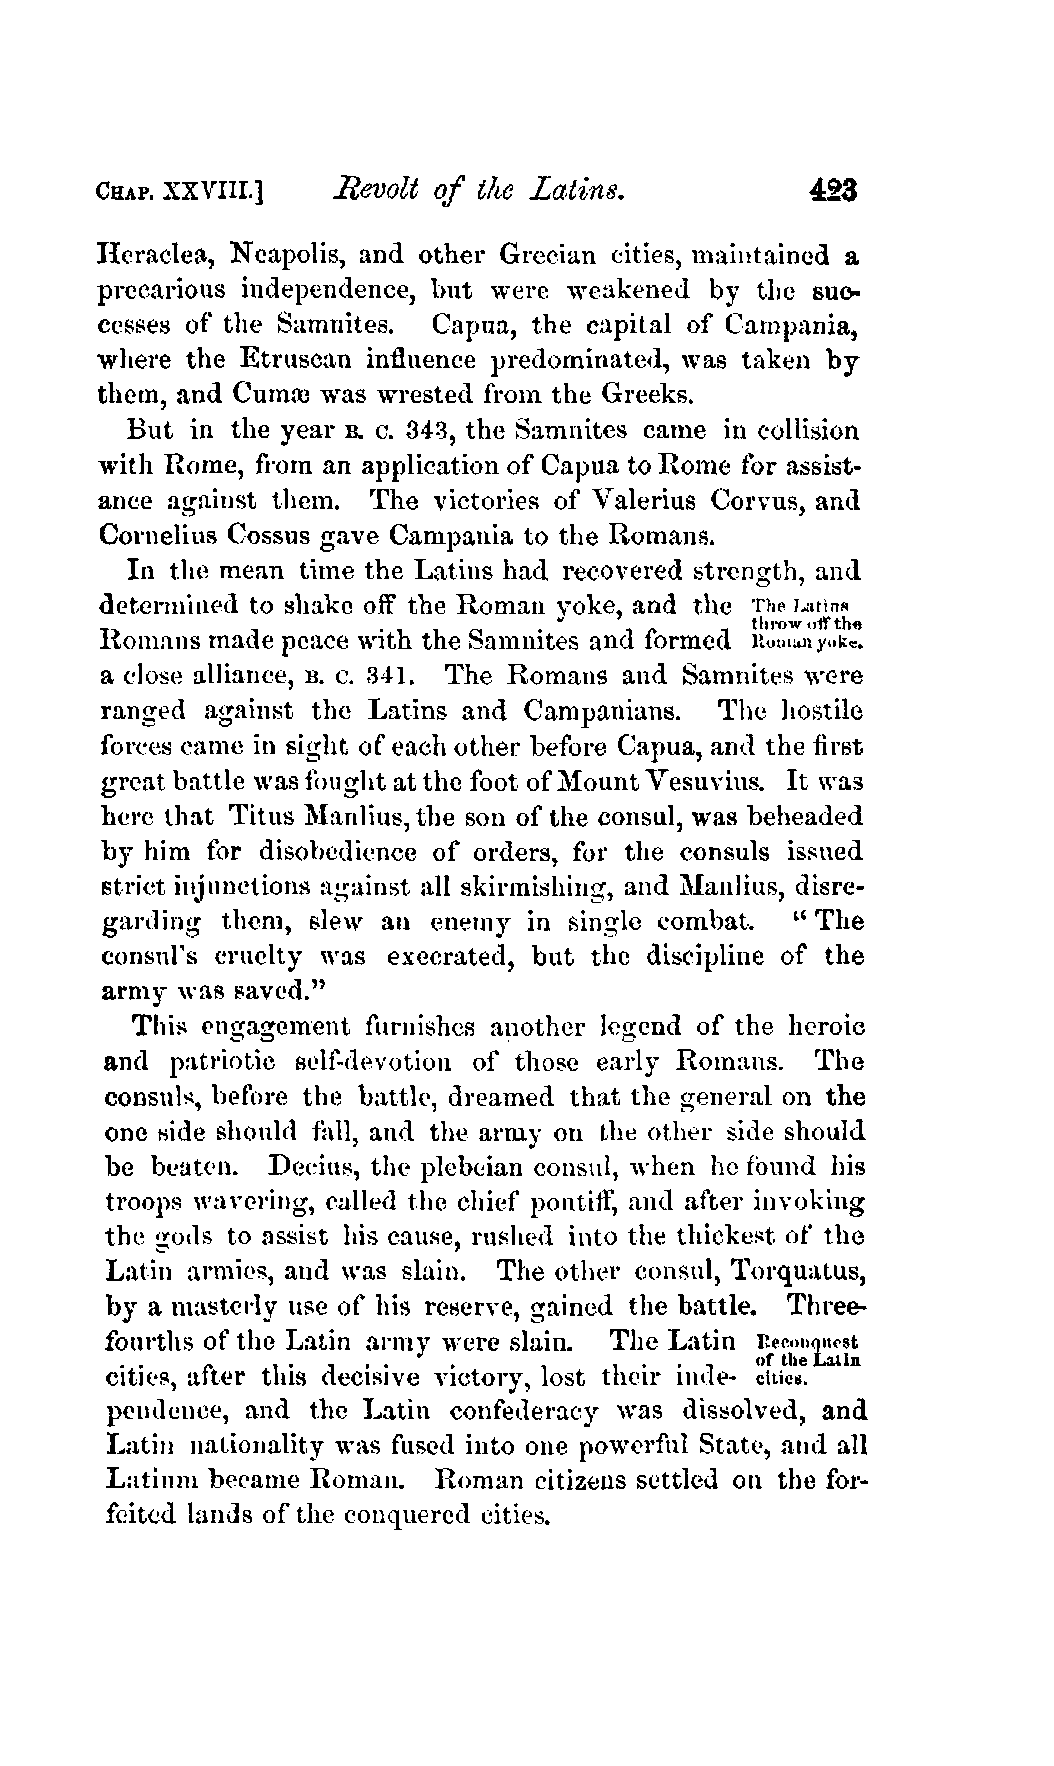 CHAP. XXVIII.] Revolt of the Latins. 423
Heraclea, Neapolis, and other Grecian cities, maintained a
precarious independence, but were weakened by the suc-
cesses of the Samnites. Capua, the capital of Campania,
where the Etruscan influence predominated, was taken by
them, and Cumæ was wrested from the Greeks.
But in the year B. C. 343, the Samnites came in collision
with Rome, from an application of Capua to Rome for assist-
ance against them. The victories of Valerius Corvus, and
Cornelius Cossus gave Campania to the Romans.
In the mean time the Latins had recovered strength, and
determined to shake off the Roman yoke, and the
Romans made peace with the Samnites and formed
The Latins
throw off the
Roman yoke.
a close alliance, B. C. 341. The Romans and Samnites were
ranged against the Latins and Campanians. The hostile
forces came in sight of each other before Capua, and the first
great battle was fought at the foot of Mount Vesuvius. It was
here that Titus Manlius, the son of the consul, was beheaded
by him for disobedience of orders, for the consuls issued
strict injunctions against all skirmishing, and Manlius, disre-
garding them, slew an enemy in single combat. "The
consul's cruelty was execrated, but the discipline of the
army was saved."
This engagement furnishes another legend of the heroic
and patriotic self-devotion of those early Romans. The
consuls, before the battle, dreamed that the general on the
one side should fall, and the army on the other side should
be beaten. Decius, the plebeian consul, when he found his
troops wavering, called the chief pontiff, and after invoking
the gods to assist his cause, rushed into the thickest of the
Latin armies, and was slain. The other consul, Torquatus,
by a masterly use of his reserve, gained the battle. Three-
fourths of the Latin army were slain. The Latin
cities, after this decisive victory, lost their inde-
Reconquest
of the Latin
cities.
pendence, and the Latin confederacy was dissolved, and
Latin nationality was fused into one powerful State, and all
Latium became Roman. Roman citizens settled on the for-
feited lands of the conquered cities.